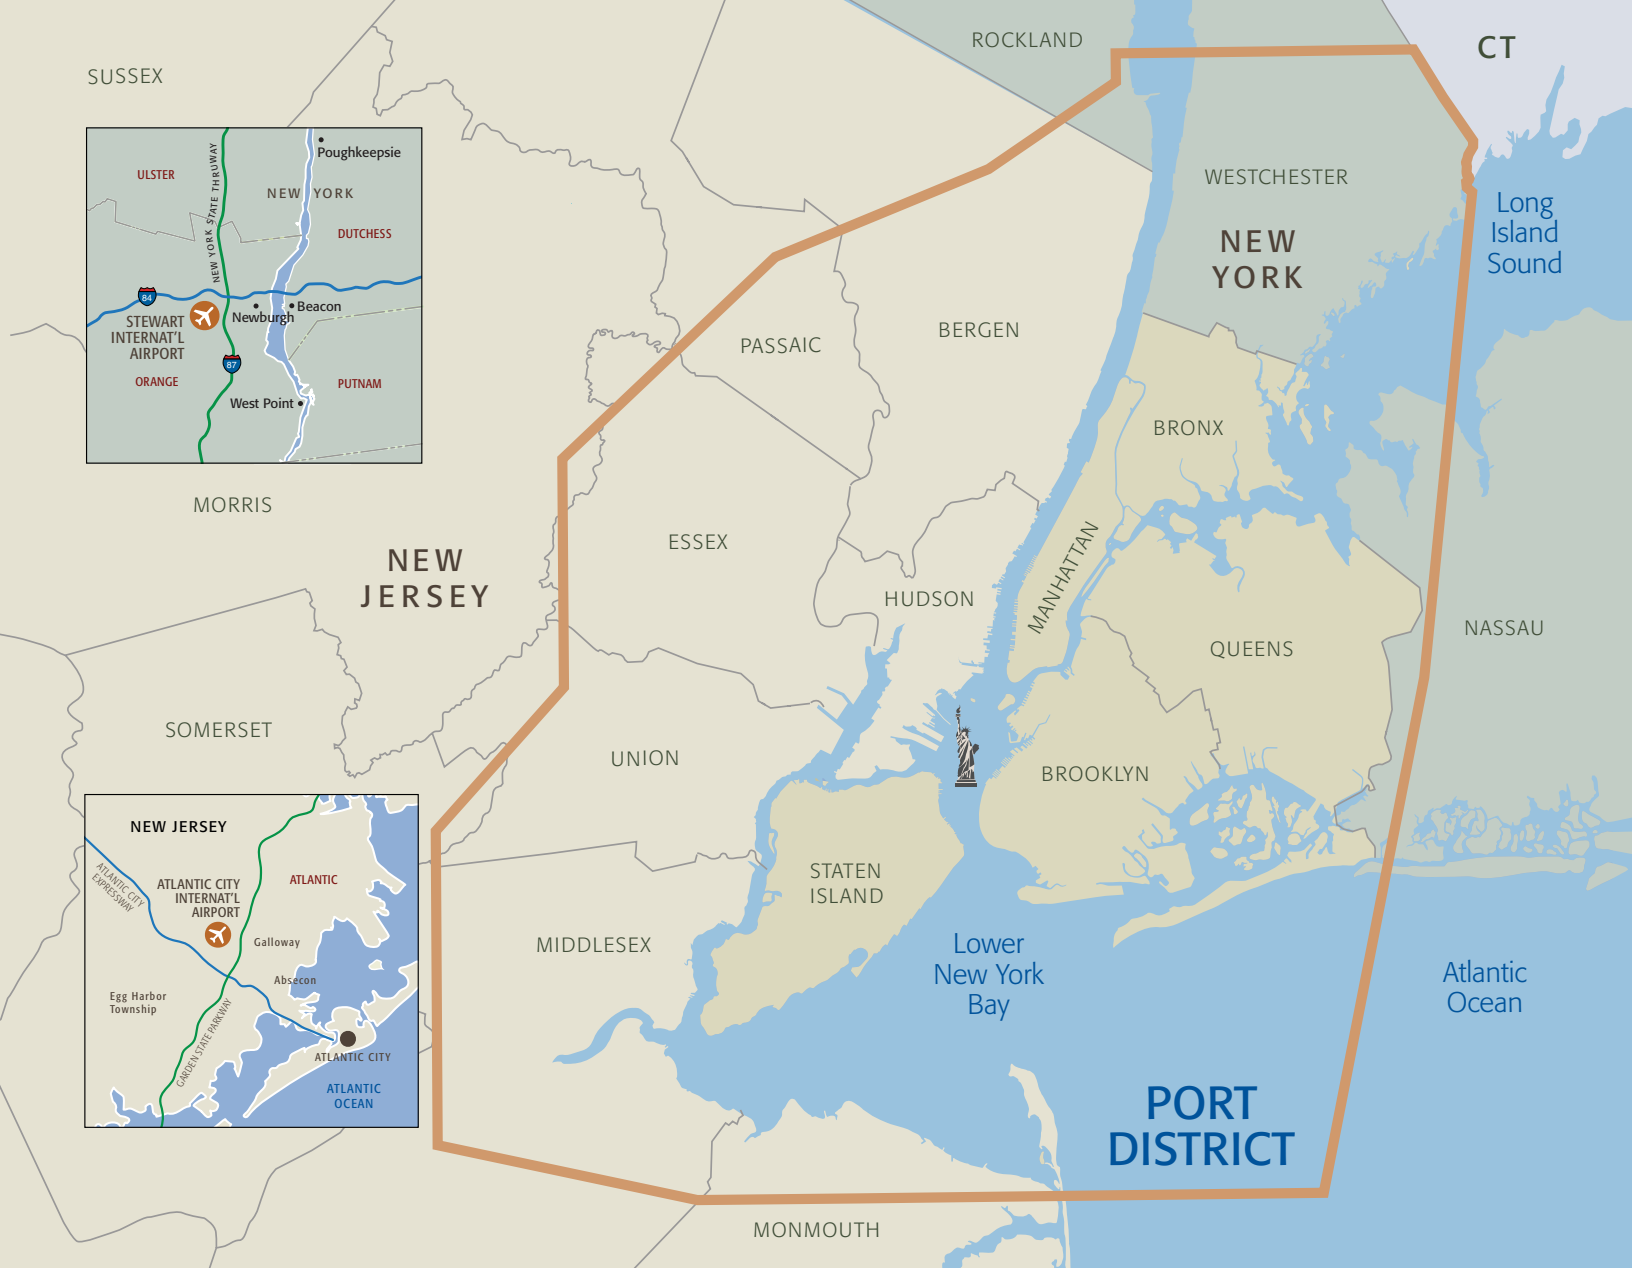 ROCKLAND
CT
SUSSEX
WESTCHESTER
NEW
YORK
Long
Island
Sound
Poughkeepsie
ULSTER
NEW YORK STATE THRUWAY
NEW YORK
DUTCHESS
84
Beacon
Newburgh
STEWART
INTERNAT'L
AIRPORT
87
ORANGE
PUTNAM
West Point
PASSAIC
BERGEN
BRONX
MORRIS
NEW
JERSEY
ESSEX
HUDSON
MANHATTAN
QUEENS
NASSAU
SOMERSET
UNION
BROOKLYN
NEW JERSEY
ATLANTIC CITY
EXPRESSWAY
ATLANTIC CITY
INTERNAT'L
AIRPORT
ATLANTIC
Galloway
Absecon
Egg Harbor
Township
GARDEN STATE PARKWAY
ATLANTIC CITY
ATLANTIC
OCEAN
STATEN
ISLAND
MIDDLESEX
Lower
New York
Bay
Atlantic
Ocean
PORT
DISTRICT
MONMOUTH